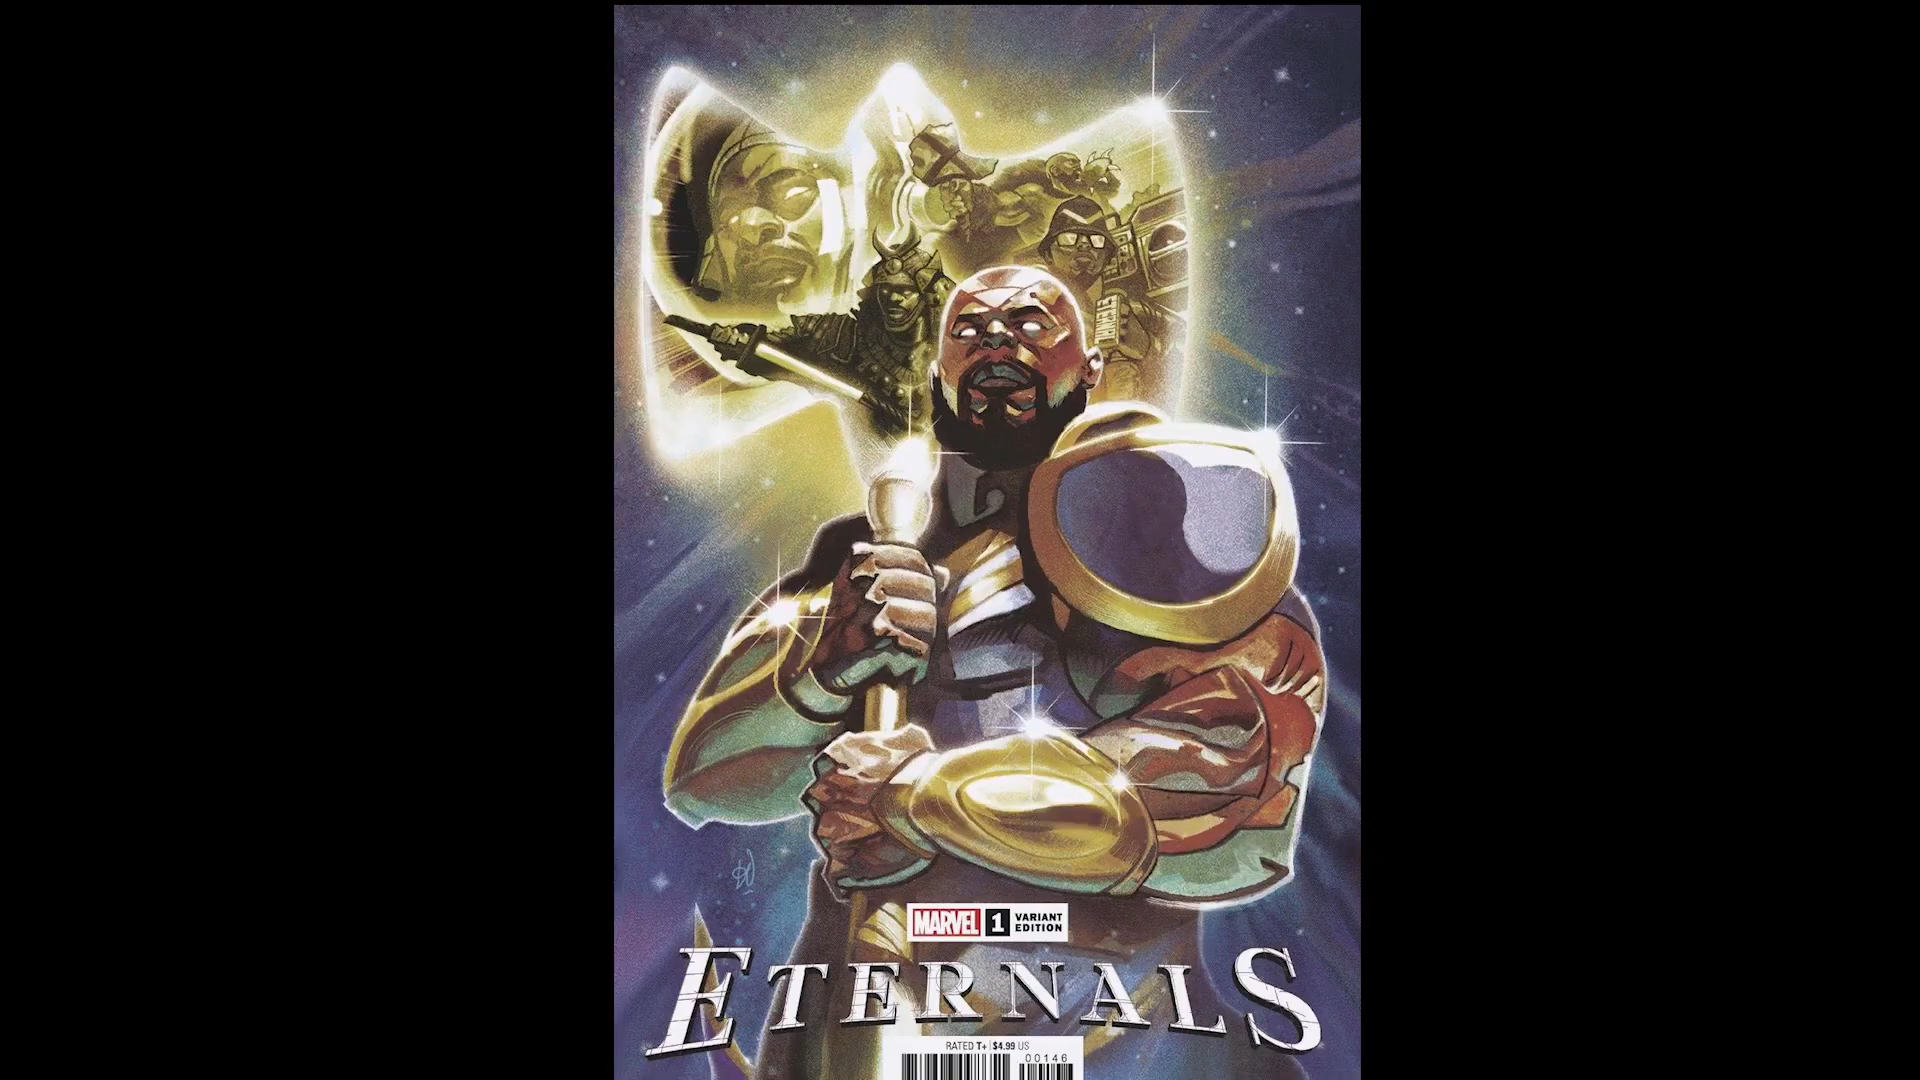 MARVEL
1
VARIANT
EDITION
ETERNALS
RATED T+ | $4.99 US
00146